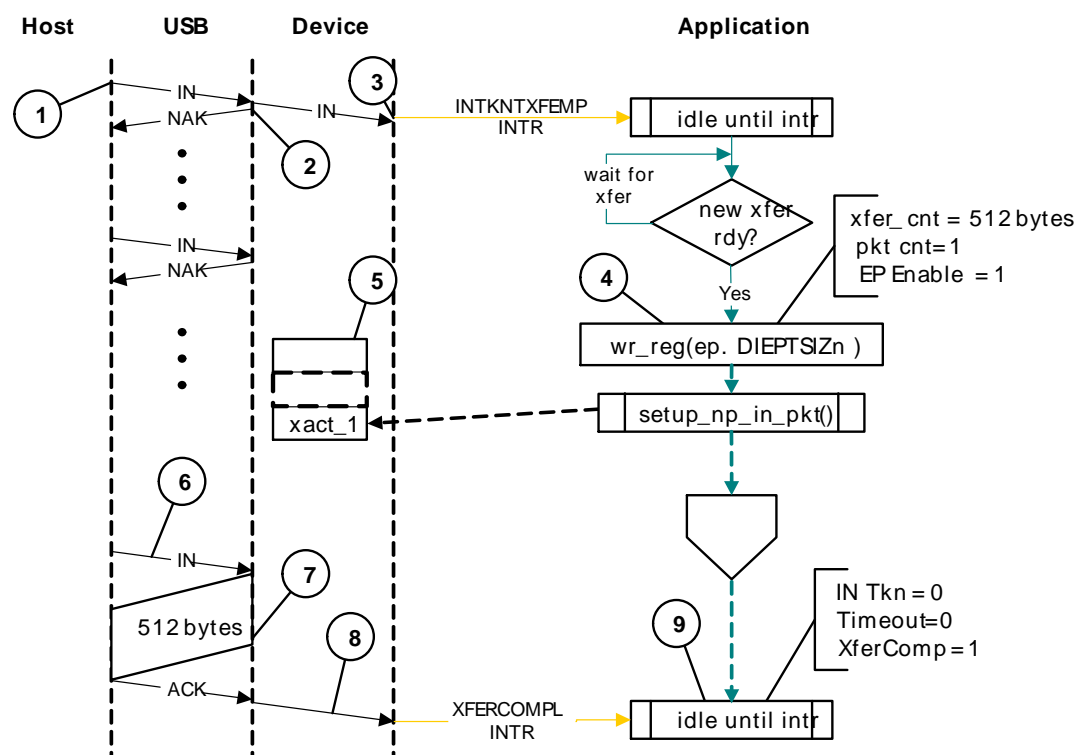 Host USB Device Application
1
IN
NAK
2
IN
3
INTKNTXFEMP
INTR
idle until intr
wait for
xfer
new xfer
rdy?
xfer_cnt = 512 bytes
pkt cnt=1
EP Enable = 1
IN
NAK
5
4
Yes
wr_reg(ep. DIEPTSIZn )
xact_1
setup_np_in_pkt()
6
IN
7
512 bytes
8
9
IN Tkn = 0
Timeout=0
XferComp=1
ACK
XFERCOMPL
INTR
idle until intr